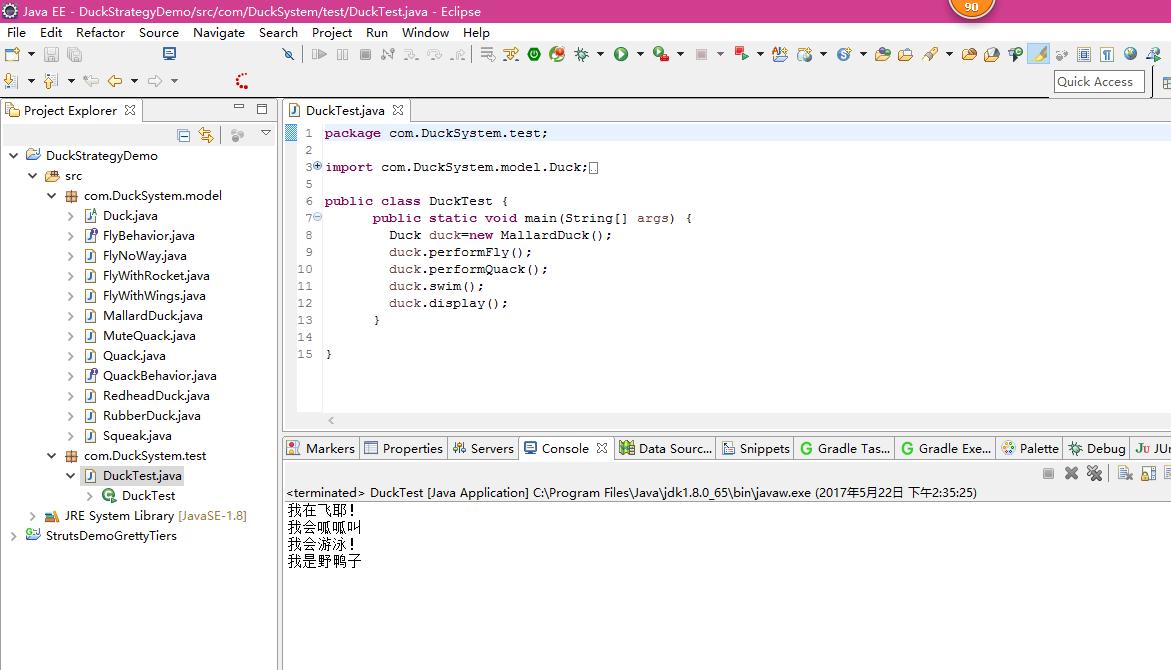 Java EE - DuckStrategyDemo/src/com/DuckSystem/test/DuckTest.java - Eclipse
90
File Edit Refactor Source Navigate Search Project Run Window Help
Quick Access
Project Explorer
DuckStrategyDemo
src
com.DuckSystem.model
Duck.java
FlyBehavior.java
FlyNoWay.java
FlyWithRocket.java
FlyWithWings.java
MallardDuck.java
MuteQuack.java
Quack.java
QuackBehavior.java
RedheadDuck.java
RubberDuck.java
Squeak.java
com.DuckSystem.test
DuckTest.java
DuckTest
JRE System Library [JavaSE-1.8]
StrutsDemoGrettyTiers
DuckTest.java
1 package com.DuckSystem.test;
2
3 import com.DuckSystem.model.Duck;
5
6 public class DuckTest {
7 public static void main(String[] args) {
8 Duck duck=new MallardDuck();
9 duck.performFly();
10 duck.performQuack();
11 duck.swim();
12 duck.display();
13 }
14
15 }
Markers Properties Servers Console Data Sourc... Snippets Gradle Tas... Gradle Exe... Palette Debug JUn
<terminated> DuckTest [Java Application] C:\Program Files\Java\jdk1.8.0_65\bin\javaw.exe (2017年5月22日 下午2:35:25)
我在飞耶！
我会呱呱叫
我会游泳！
我是野鸭子